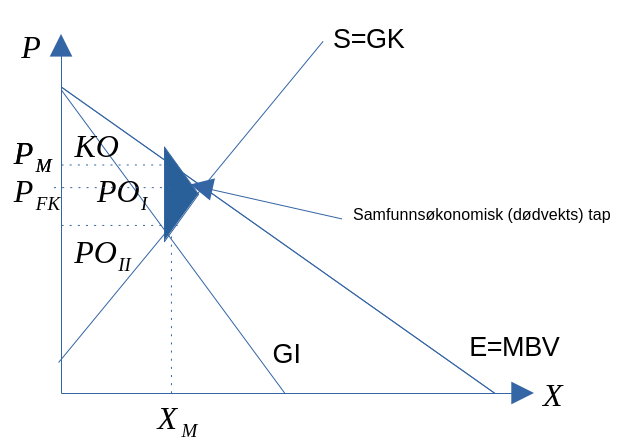 S=GK
P
KO
P_M
P_FK
PO_I
Samfunnsøkonomisk (dødvekts) tap
PO_II
GI
E=MBV
X
X_M